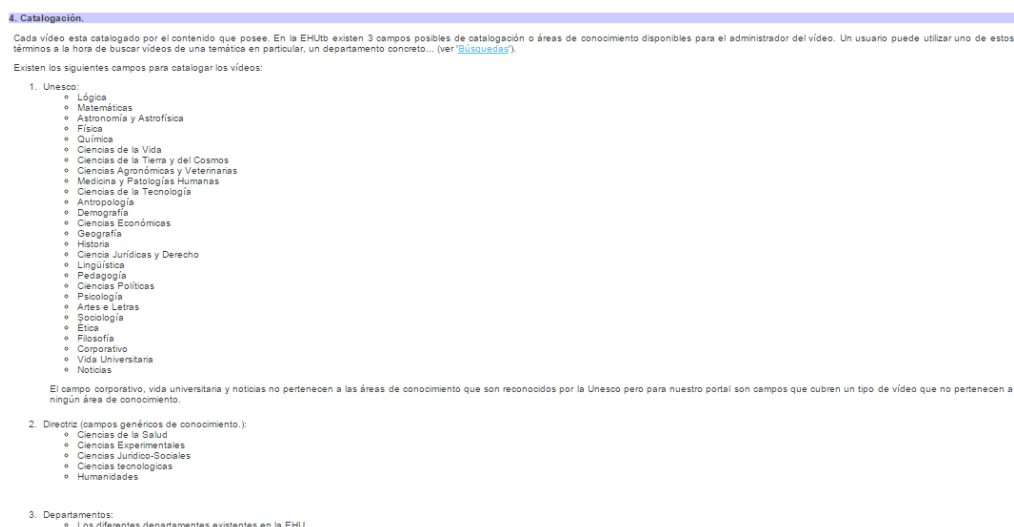 4. Catalogación.
Cada vídeo esta catalogado por el contenido que posee. En la EHUtb existen 3 campos posibles de catalogación o áreas de conocimiento disponibles para el administrador del vídeo. Un usuario puede utilizar uno de estos
términos a la hora de buscar vídeos de una temática en particular, un departamento concreto... (ver 'Búsquedas').
Existen los siguientes campos para catalogar los vídeos:
1. Unesco:
Lógica
Matemáticas
Astronomía y Astrofísica
Física
Química
Ciencias de la Vida
Ciencias de la Tierra y del Cosmos
Ciencias Agronómicas y Veterinarias
Medicina y Patologías Humanas
Ciencias de la Tecnología
Antropología
Demografía
Ciencias Económicas
Geografía
Historia
Ciencia Jurídicas y Derecho
Lingüística
Pedagogía
Ciencias Políticas
Psicología
Artes e Letras
Sociología
Ética
Filosofía
Corporativo
Vida Universitaria
Noticias
El campo corporativo, vida universitaria y noticias no pertenecen a las áreas de conocimiento que son reconocidos por la Unesco pero para nuestro portal son campos que cubren un tipo de vídeo que no pertenecen a
ningún área de conocimiento.
2. Directriz (campos genéricos de conocimiento.):
Ciencias de la Salud
Ciencias Experimentales
Ciencias Juridico-Sociales
Ciencias tecnologicas
Humanidades
3. Departamentos:
Los diferentes departamentes existentes en la EHU